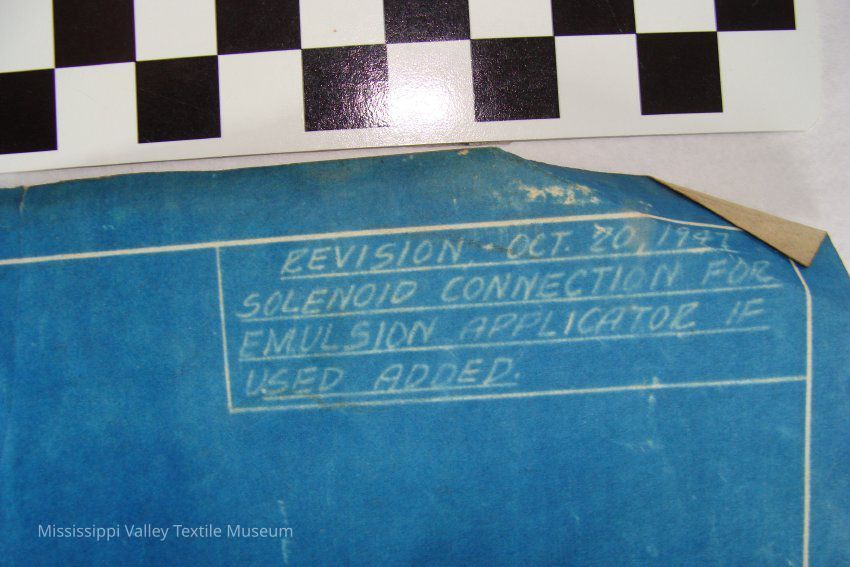 REVISION - OCT. 20, 1947
SOLENOID CONNECTION FOR
EMULSION APPLICATOR IF
USED ADDED.
Mississippi Valley Textile Museum